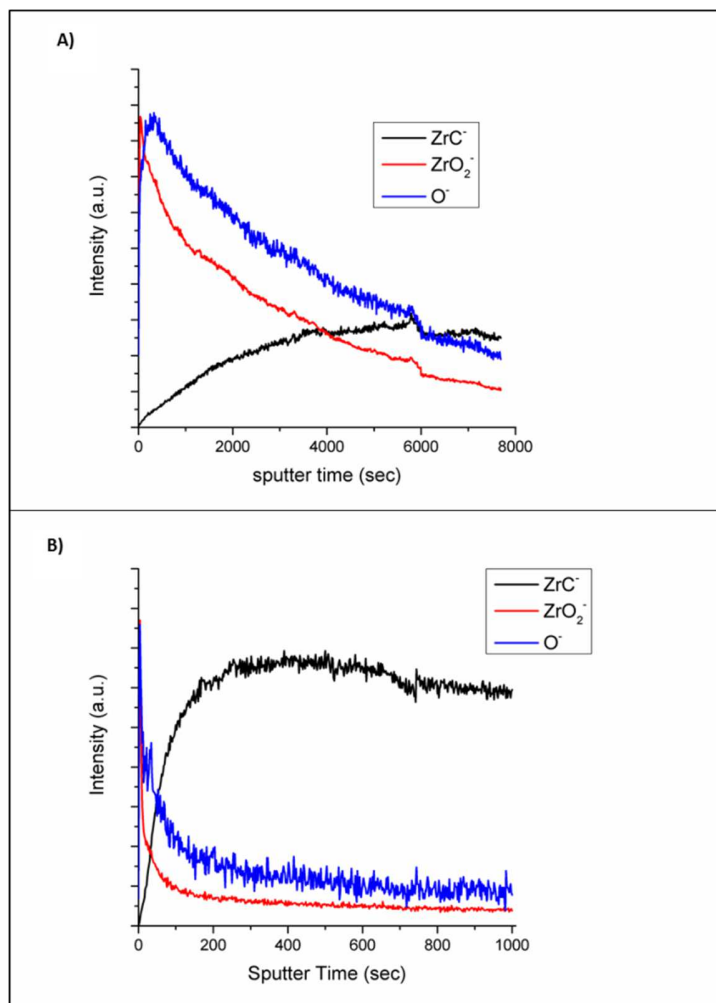 A)
Intensity (a.u.)
ZrC⁻
ZrO₂⁻
O⁻
0 2000 4000 6000 8000
sputter time (sec)
B)
Intensity (a.u.)
ZrC⁻
ZrO₂⁻
O⁻
0 200 400 600 800 1000
Sputter Time (sec)